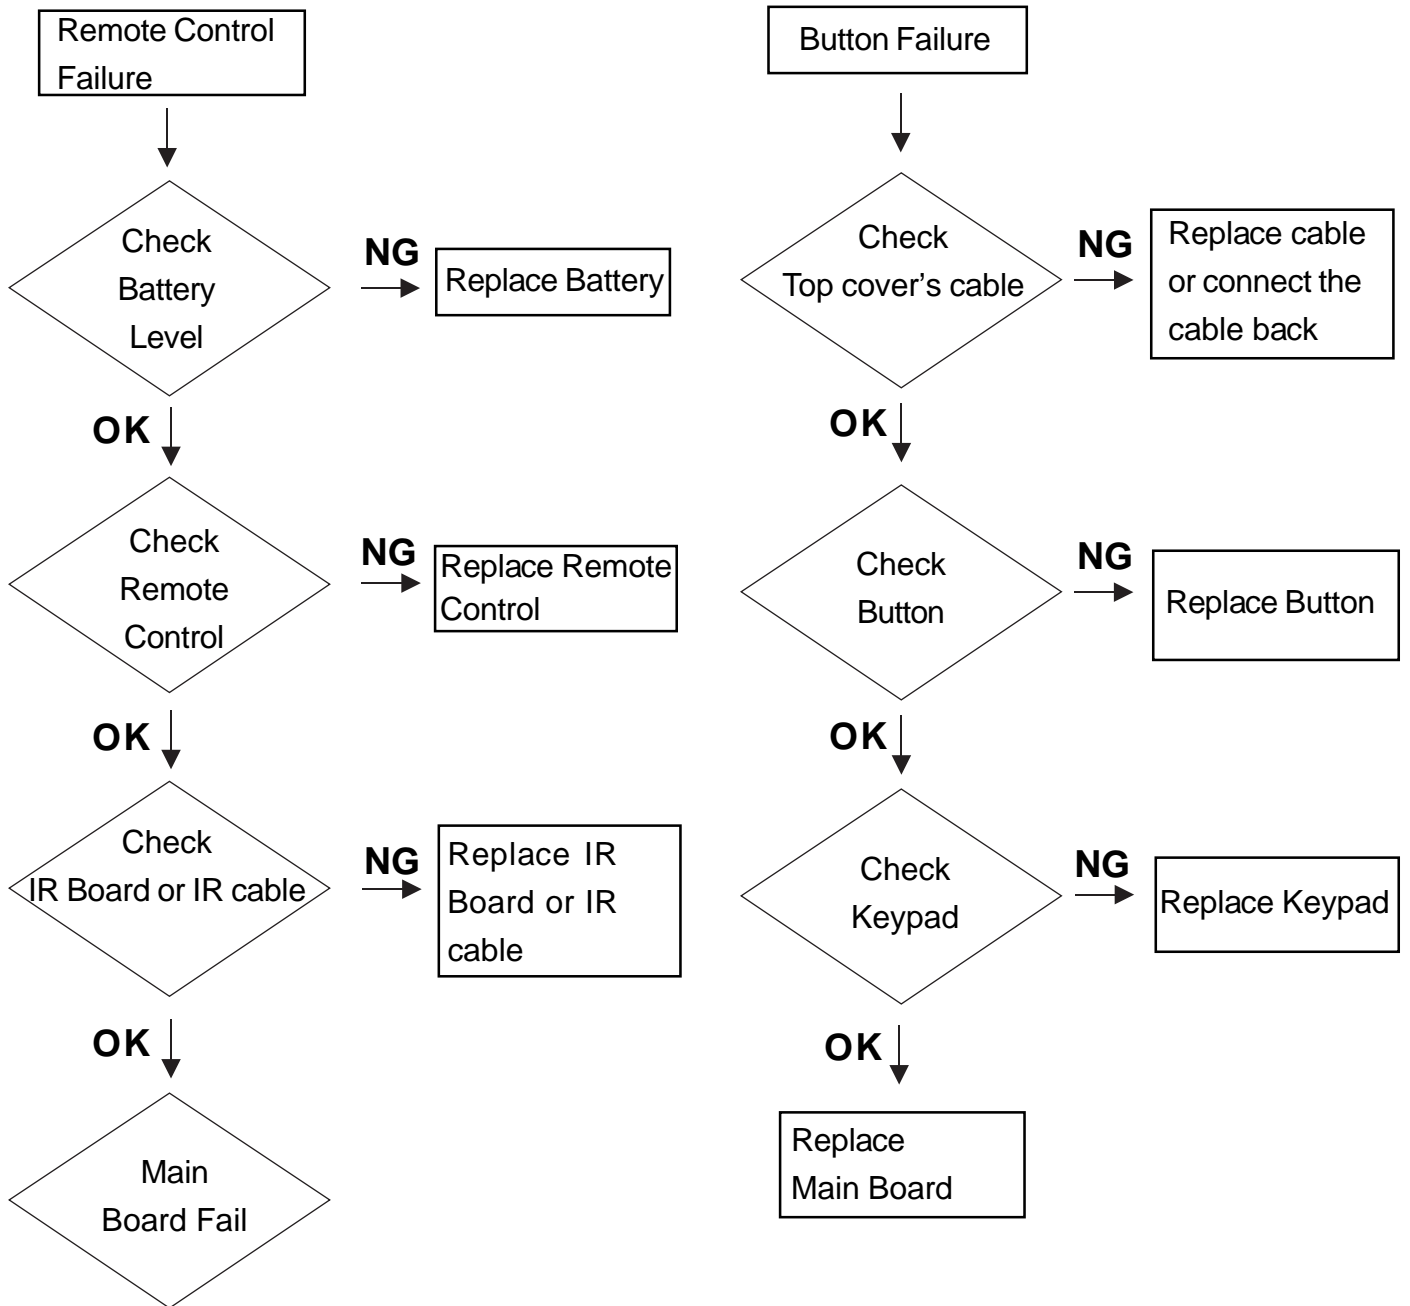 Remote Control
Failure
Check
Battery
Level
NG
Replace Battery
OK
Check
Remote
Control
NG
Replace Remote
Control
OK
Check
IR Board or IR cable
NG
Replace IR
Board or IR
cable
OK
Main
Board Fail
Button Failure
Check
Top cover’s cable
NG
Replace cable
or connect the
cable back
OK
Check
Button
NG
Replace Button
OK
Check
Keypad
NG
Replace Keypad
OK
Replace
Main Board